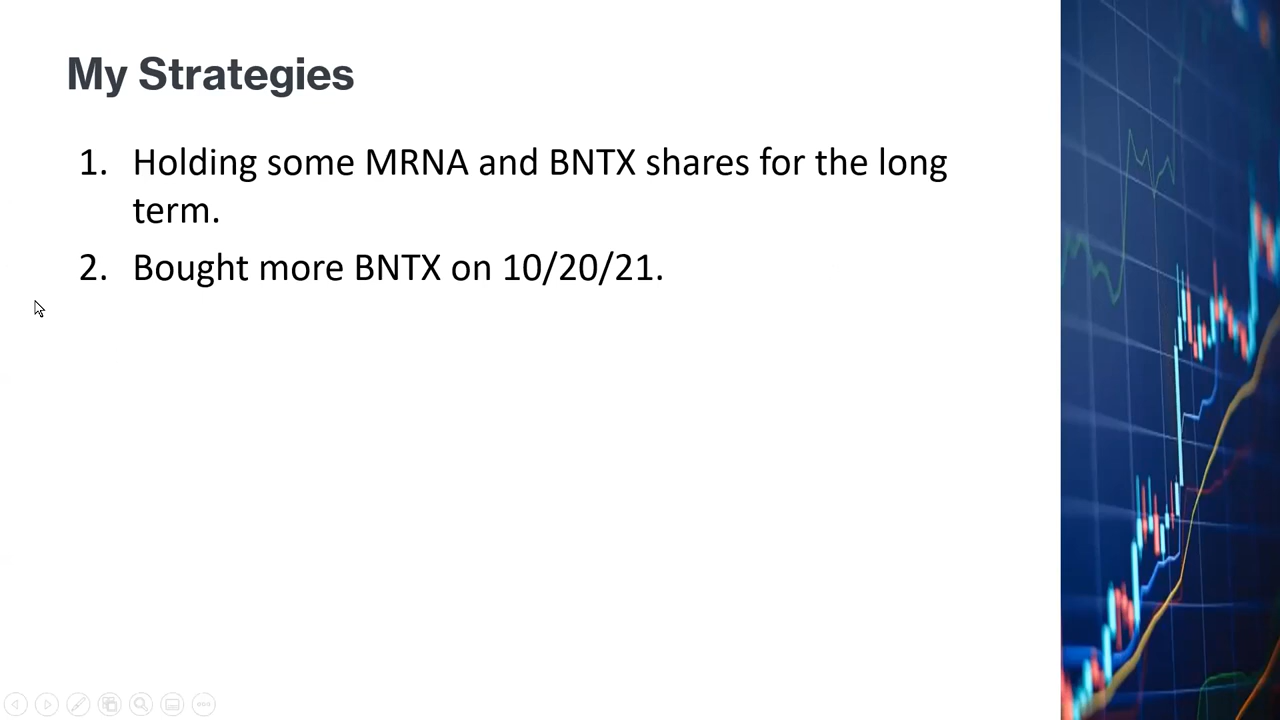 My Strategies
1. Holding some MRNA and BNTX shares for the long
term.
2. Bought more BNTX on 10/20/21.